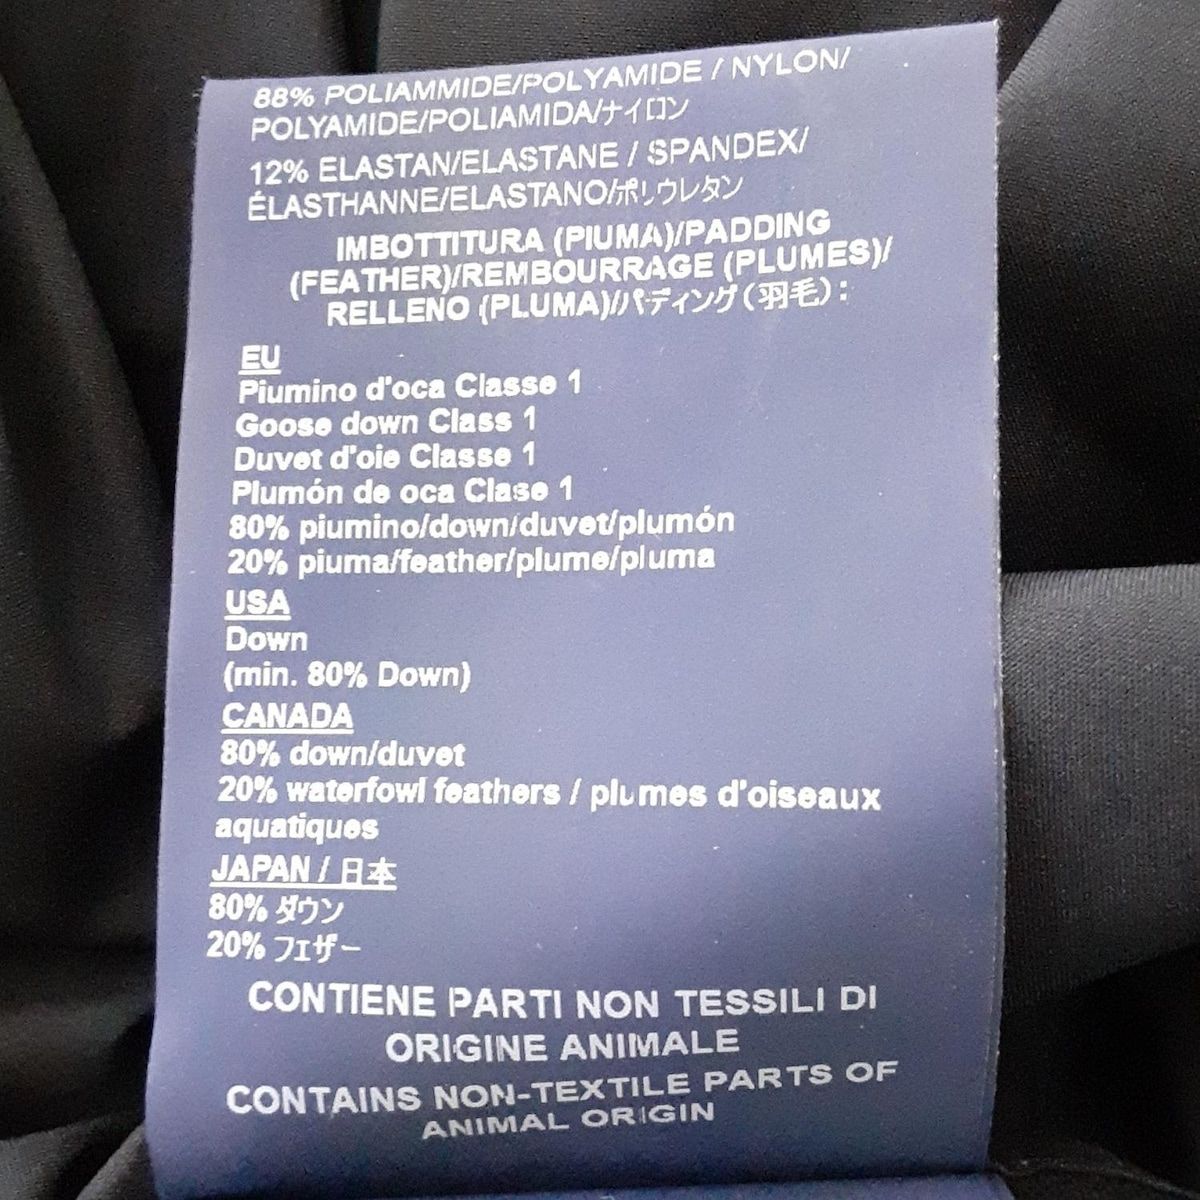 88% POLIAMMIDE/POLYAMIDE / NYLON/
POLYAMIDE/POLIAMIDA/ナイロン
12% ELASTAN/ELASTANE / SPANDEX/
ÉLASTHANNE/ELASTANO/ポリウレタン
IMBOTTITURA (PIUMA)/PADDING
(FEATHER)/REMBOURRAGE (PLUMES)/
RELLENO (PLUMA)/パディング(羽毛):
EU
Piumino d'oca Classe 1
Goose down Class 1
Duvet d'oie Classe 1
Plumón de oca Clase 1
80% piumino/down/duvet/plumón
20% piuma/feather/plume/pluma
USA
Down
(min. 80% Down)
CANADA
80% down/duvet
20% waterfowl feathers / plumes d'oiseaux
aquatiques
JAPAN / 日本
80% ダウン
20% フェザー
CONTIENE PARTI NON TESSILI DI
ORIGINE ANIMALE
CONTAINS NON-TEXTILE PARTS OF
ANIMAL ORIGIN